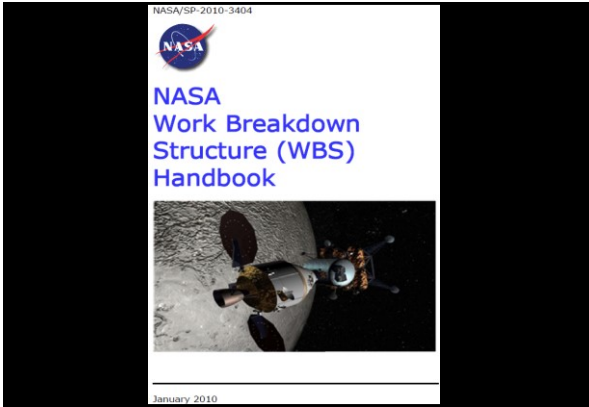 NASA/SP-2010-3404
NASA
NASA
Work Breakdown
Structure (WBS)
Handbook
January 2010